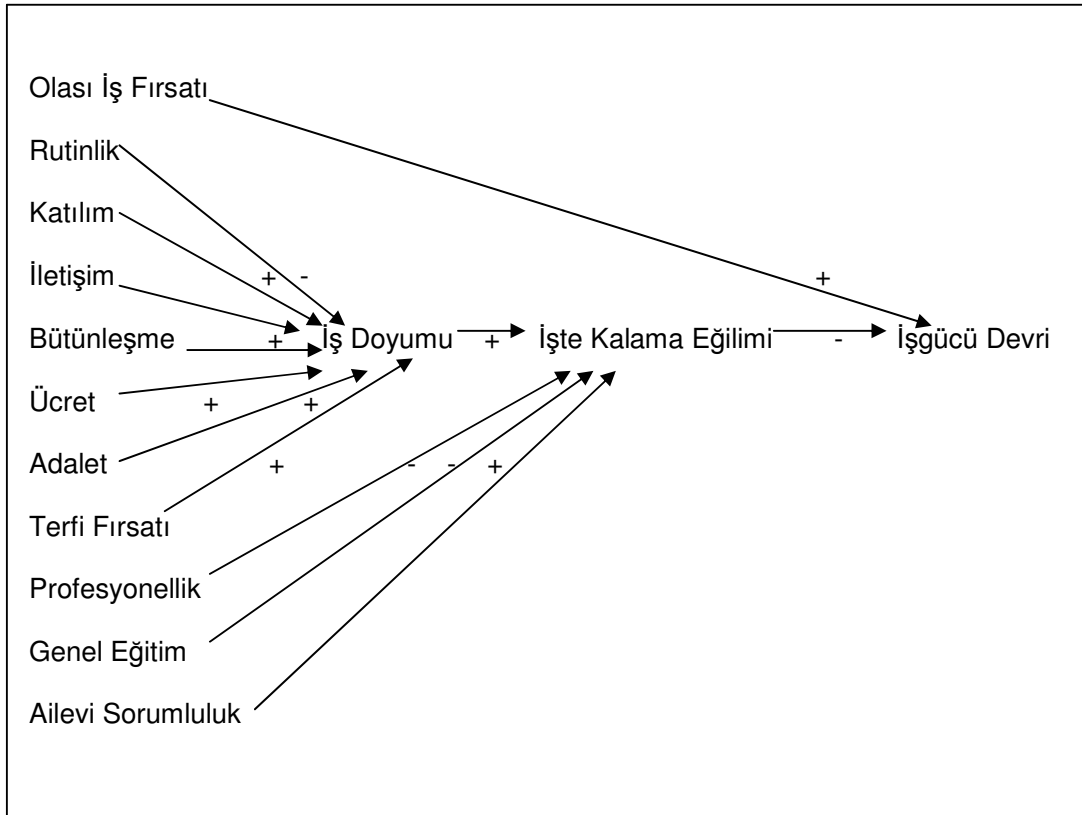 Olası İş Fırsatı
Rutinlik
Katılım
İletişim + - +
Bütünleşme + İş Doyumu + İşte Kalama Eğilimi - İşgücü Devri
Ücret + +
Adalet + - - +
Terfi Fırsatı
Profesyonellik
Genel Eğitim
Ailevi Sorumluluk